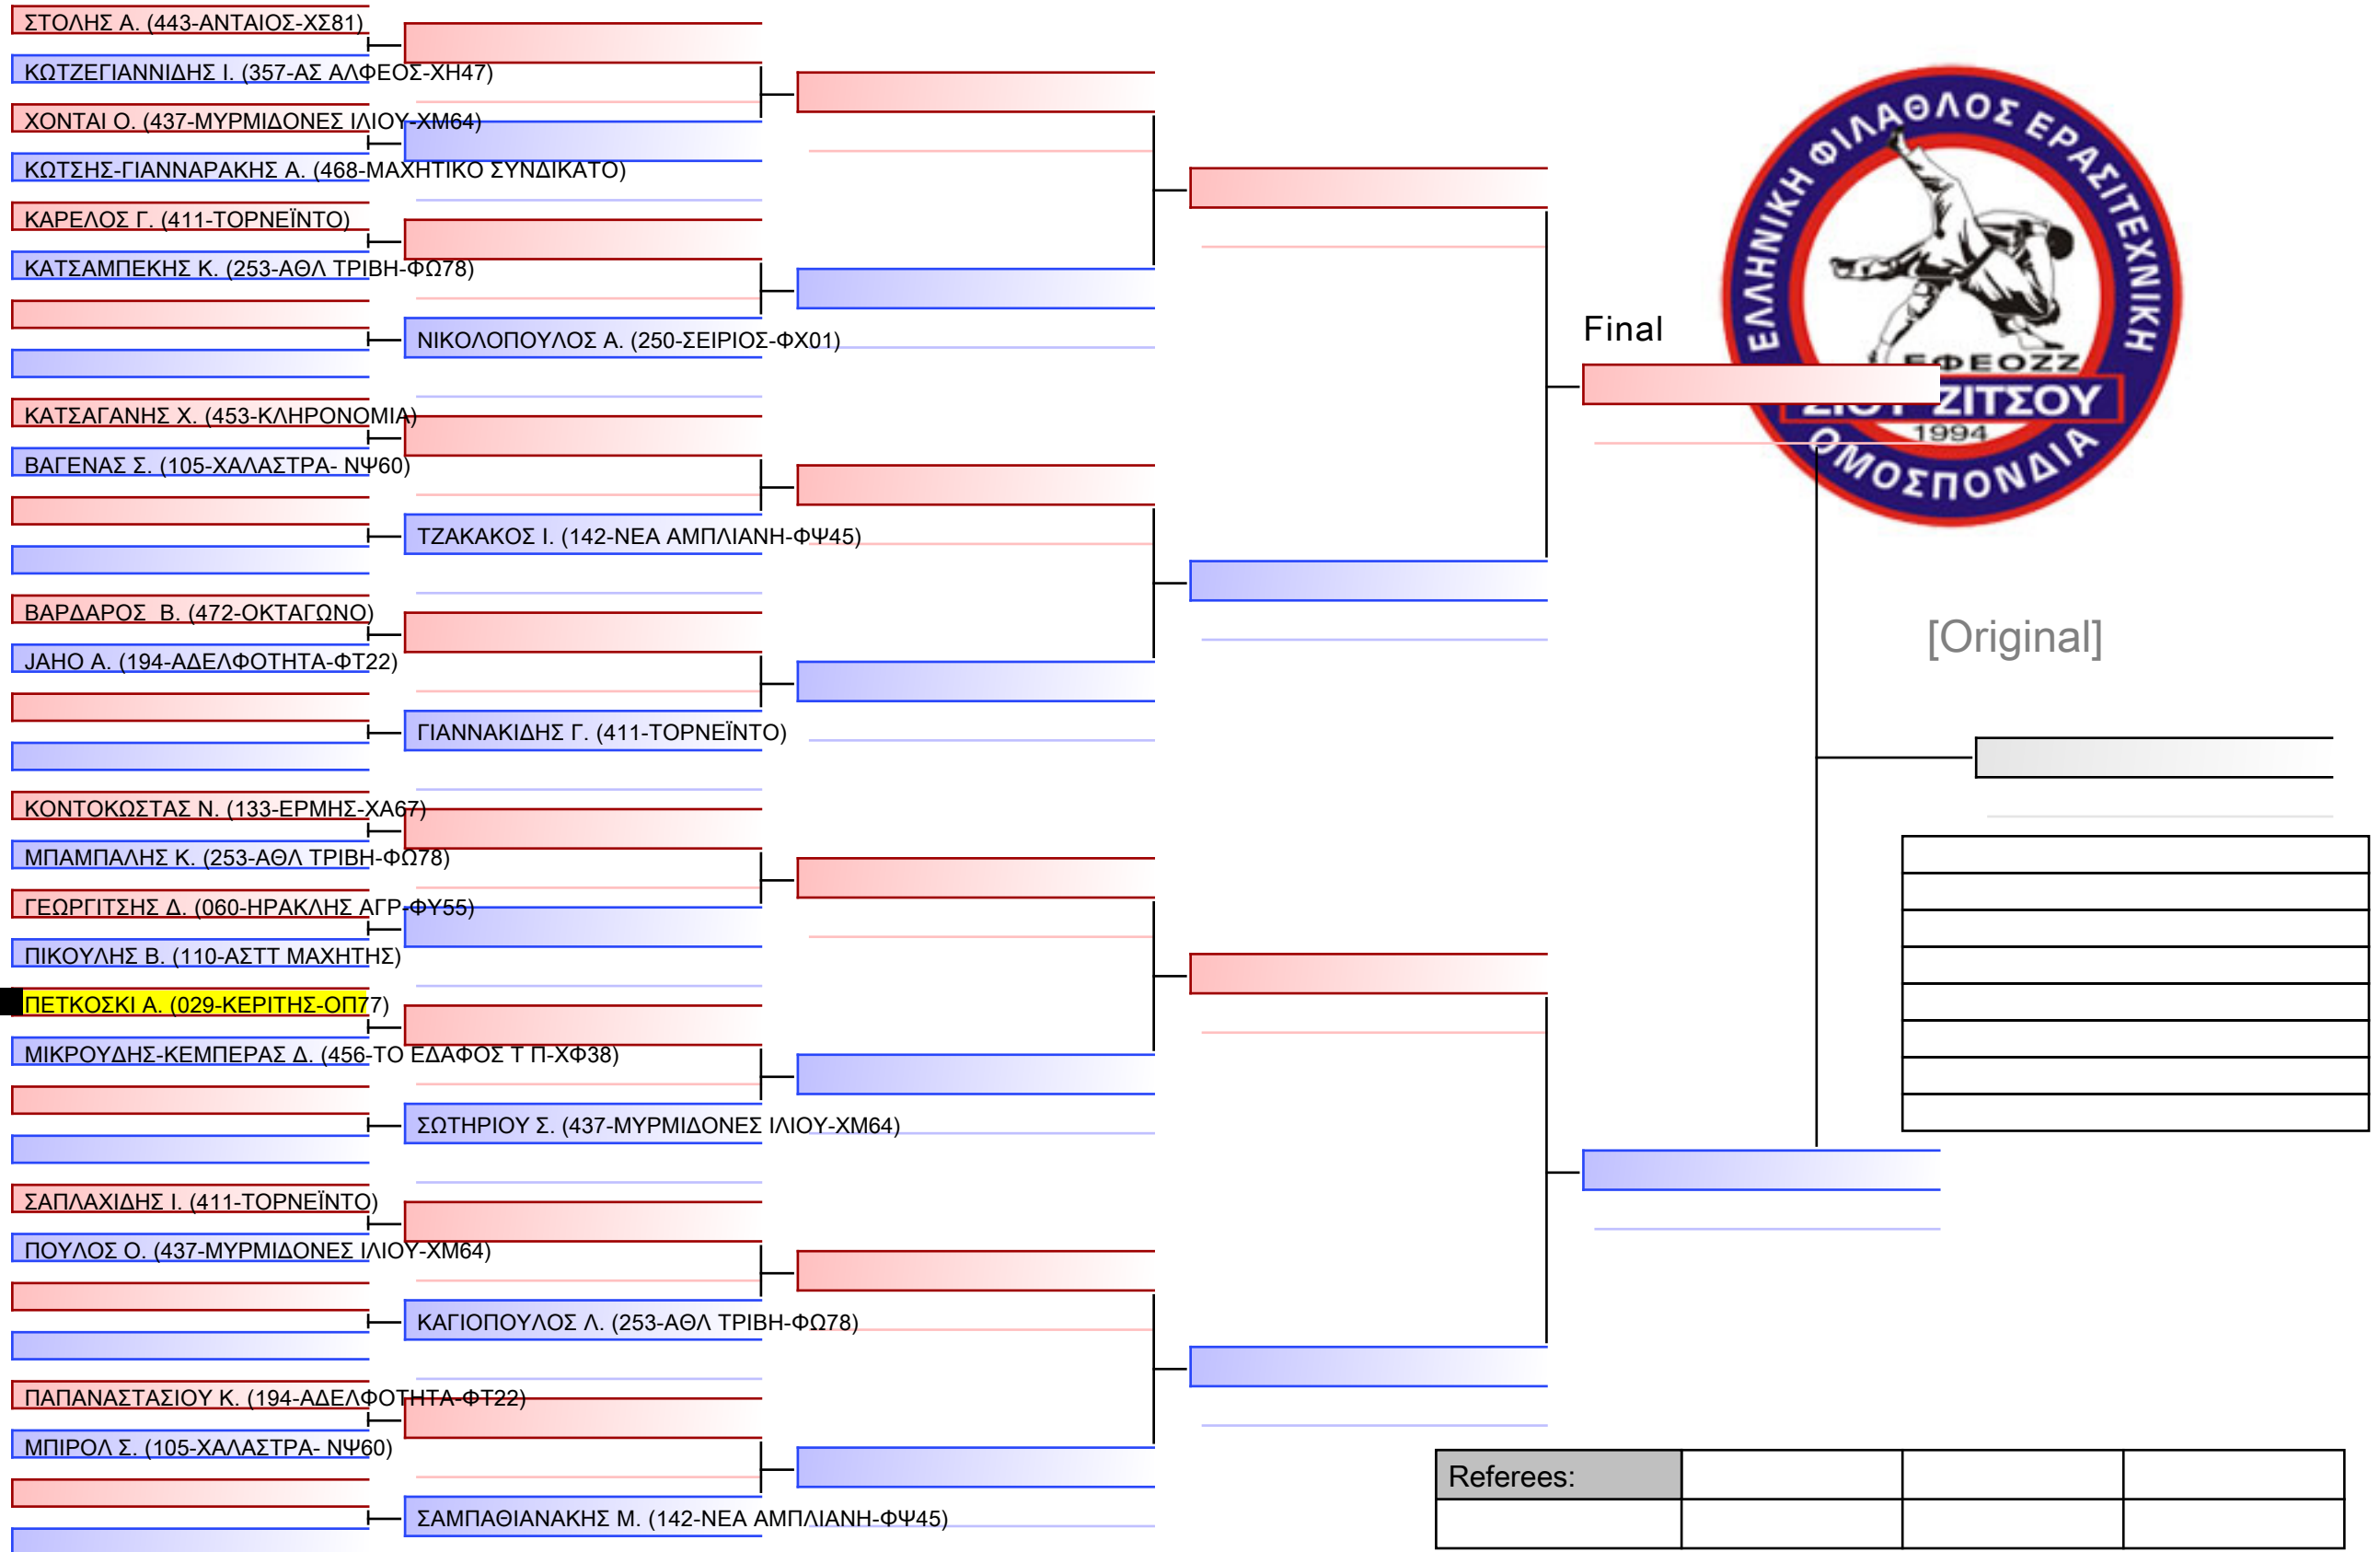 ΣΤΟΛΗΣ Α. (443-ΑΝΤΑΙΟΣ-ΧΣ81)
ΚΩΤΖΕΓΙΑΝΝΙΔΗΣ Ι. (357-ΑΣ ΑΛΦΕΟΣ-ΧΗ47)
ΧΟΝΤΑΙ Ο. (437-ΜΥΡΜΙΔΟΝΕΣ ΙΛΙΟΥ-ΧΜ64)
ΚΩΤΣΗΣ-ΓΙΑΝΝΑΡΑΚΗΣ Α. (468-ΜΑΧΗΤΙΚΟ ΣΥΝΔΙΚΑΤΟ)
ΚΑΡΕΛΟΣ Γ. (411-ΤΟΡΝΕΪΝΤΟ)
ΚΑΤΣΑΜΠΕΚΗΣ Κ. (253-ΑΘΛ ΤΡΙΒΗ-ΦΩ78)
ΝΙΚΟΛΟΠΟΥΛΟΣ Α. (250-ΣΕΙΡΙΟΣ-ΦΧ01)
ΚΑΤΣΑΓΑΝΗΣ Χ. (453-ΚΛΗΡΟΝΟΜΙΑ)
ΒΑΓΕΝΑΣ Σ. (105-ΧΑΛΑΣΤΡΑ- ΝΨ60)
ΤΖΑΚΑΚΟΣ Ι. (142-ΝΕΑ ΑΜΠΛΙΑΝΗ-ΦΨ45)
ΒΑΡΔΑΡΟΣ  Β. (472-ΟΚΤΑΓΩΝΟ)
JAHO A. (194-ΑΔΕΛΦΟΤΗΤΑ-ΦΤ22)
ΓΙΑΝΝΑΚΙΔΗΣ Γ. (411-ΤΟΡΝΕΪΝΤΟ)
ΚΟΝΤΟΚΩΣΤΑΣ Ν. (133-ΕΡΜΗΣ-ΧΑ67)
ΜΠΑΜΠΑΛΗΣ Κ. (253-ΑΘΛ ΤΡΙΒΗ-ΦΩ78)
ΓΕΩΡΓΙΤΣΗΣ Δ. (060-ΗΡΑΚΛΗΣ ΑΓΡ-ΦΥ55)
ΠΙΚΟΥΛΗΣ Β. (110-ΑΣΤΤ ΜΑΧΗΤΗΣ)
ΠΕΤΚΟΣΚΙ Α. (029-ΚΕΡΙΤΗΣ-ΟΠ77)
ΜΙΚΡΟΥΔΗΣ-ΚΕΜΠΕΡΑΣ Δ. (456-ΤΟ ΕΔΑΦΟΣ Τ Π-ΧΦ38)
ΣΩΤΗΡΙΟΥ Σ. (437-ΜΥΡΜΙΔΟΝΕΣ ΙΛΙΟΥ-ΧΜ64)
ΣΑΠΛΑΧΙΔΗΣ Ι. (411-ΤΟΡΝΕΪΝΤΟ)
ΠΟΥΛΟΣ Ο. (437-ΜΥΡΜΙΔΟΝΕΣ ΙΛΙΟΥ-ΧΜ64)
ΚΑΓΙΟΠΟΥΛΟΣ Λ. (253-ΑΘΛ ΤΡΙΒΗ-ΦΩ78)
ΠΑΠΑΝΑΣΤΑΣΙΟΥ Κ. (194-ΑΔΕΛΦΟΤΗΤΑ-ΦΤ22)
ΜΠΙΡΟΛ Σ. (105-ΧΑΛΑΣΤΡΑ- ΝΨ60)
ΣΑΜΠΑΘΙΑΝΑΚΗΣ Μ. (142-ΝΕΑ ΑΜΠΛΙΑΝΗ-ΦΨ45)
Final
ΕΛΛΗΝΙΚΗ ΦΙΛΑΘΛΟΣ ΕΡΑΣΙΤΕΧΝΙΚΗ
ΕΦΕΟΖΖ
ΖΙΟΥ ΖΙΤΣΟΥ
1994
ΟΜΟΣΠΟΝΔΙΑ
[Original]
Referees: